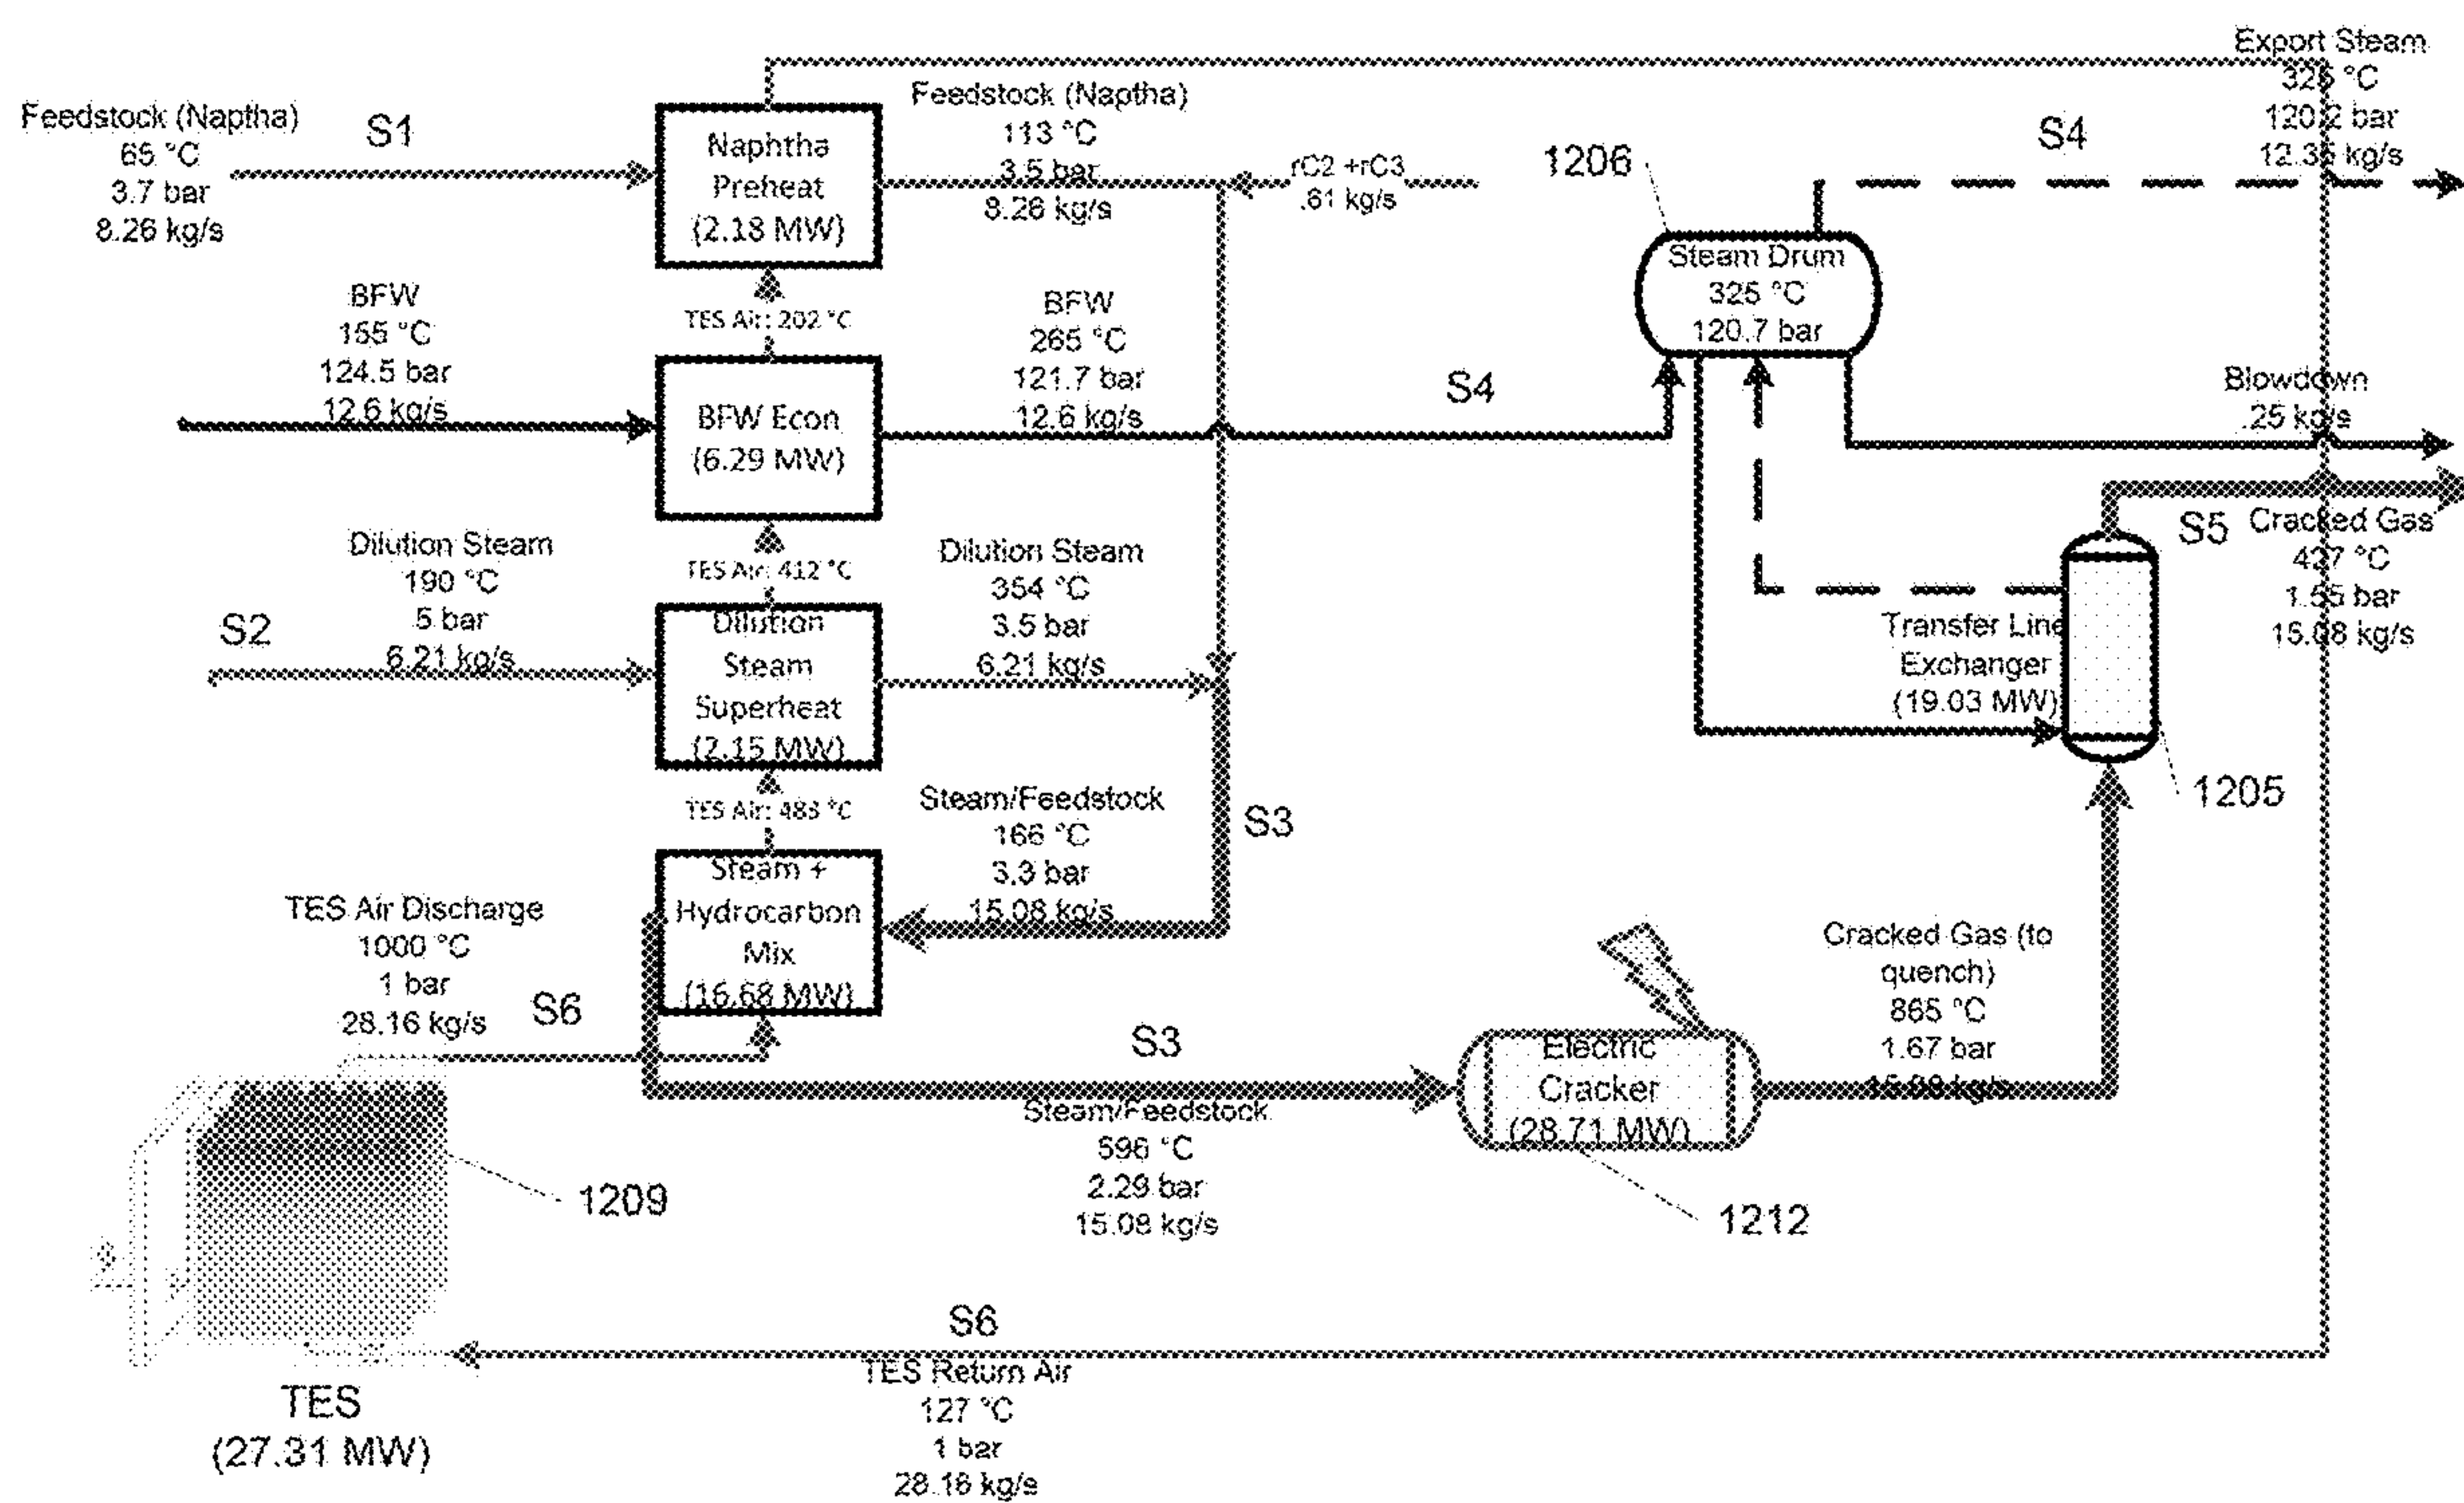 Feedstock (Naptha)
65 °C
3.7 bar
8.26 kg/s
S1
Naphtha
Preheat
(2.18 MW)
Feedstock (Naptha)
113 °C
3.5 bar
8.26 kg/s
rC2 +rC3
.61 kg/s
1206
S4
Export Steam
325 °C
120.2 bar
12.35 kg/s
Steam Drum
325 °C
120.7 bar
TES Air: 202 °C
BFW
155 °C
124.5 bar
12.6 kg/s
BFW Econ
(6.29 MW)
BFW
265 °C
121.7 bar
12.6 kg/s
S4
Blowdown
.25 kg/s
TES Air: 412 °C
S2
Dilution Steam
190 °C
5 bar
6.21 kg/s
Dilution
Steam
Superheat
(2.15 MW)
Dilution Steam
354 °C
3.5 bar
6.21 kg/s
S5
Cracked Gas
427 °C
1.55 bar
15.08 kg/s
Transfer Line
Exchanger
(19.03 MW)
1205
TES Air: 483 °C
Steam/Feedstock
166 °C
3.3 bar
15.08 kg/s
S3
TES Air Discharge
1000 °C
1 bar
28.16 kg/s
S6
Steam +
Hydrocarbon
Mix
(16.68 MW)
S3
Steam/Feedstock
596 °C
2.29 bar
15.08 kg/s
Electric
Cracker
(28.71 MW)
1212
Cracked Gas (to
quench)
865 °C
1.67 bar
15.08 kg/s
1209
TES
(27.31 MW)
S6
TES Return Air
127 °C
1 bar
28.16 kg/s